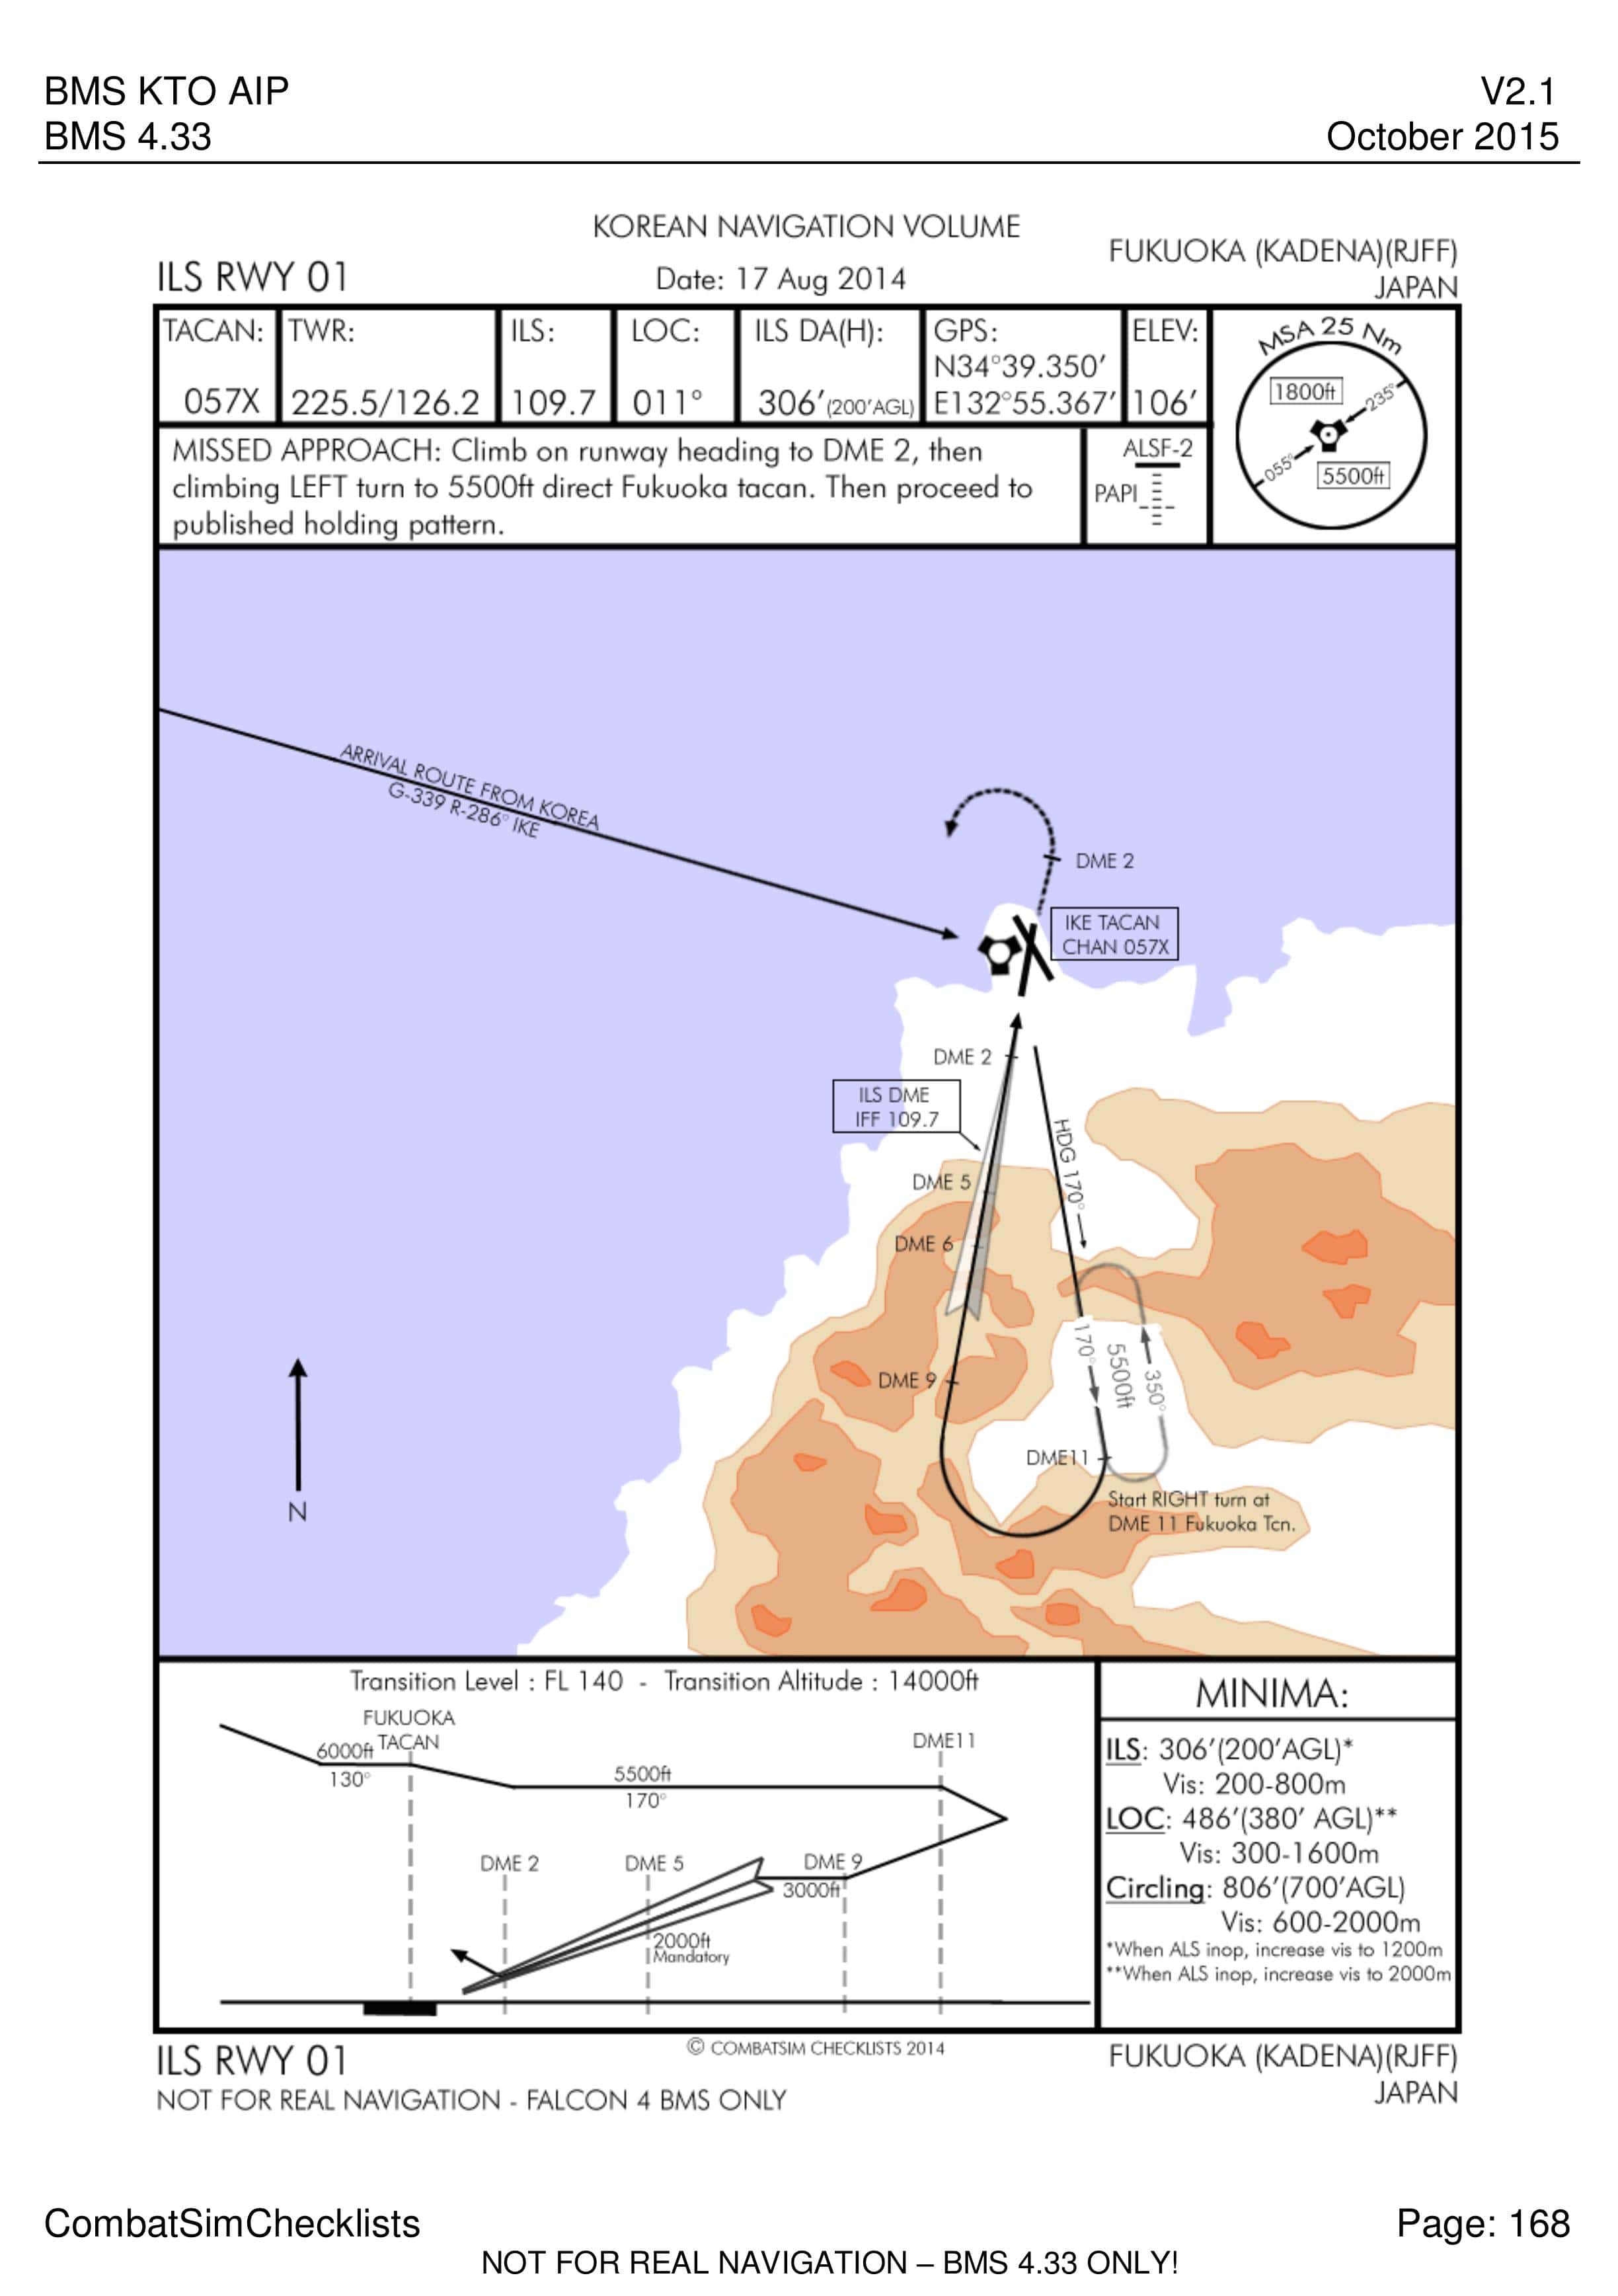 BMS KTO AIP
V2.1
BMS 4.33
October 2015
KOREAN NAVIGATION VOLUME
FUKUOKA (KADENA)(RJFF)
ILS RWY 01
Date: 17 Aug 2014
JAPAN
TACAN:
057X
TWR:
225.5/126.2
ILS:
109.7
LOC:
011°
ILS DA(H):
306'(200'AGL)
GPS:
N34°39.350'
E132°55.367'
ELEV:
106'
MSA 25 Nm
1800ft
235°
055°
5500ft
MISSED APPROACH: Climb on runway heading to DME 2, then
climbing LEFT turn to 5500ft direct Fukuoka tacan. Then proceed to
published holding pattern.
ALSF-2
PAPI
ARRIVAL ROUTE FROM KOREA
G-339 R-286° IKE
DME 2
IKE TACAN
CHAN 057X
DME 2
ILS DME
IFF 109.7
HDG 170°
DME 5
DME 6
170°
5500ft
350°
DME 9
DME11
Start RIGHT turn at
DME 11 Fukuoka Tcn.
N
Transition Level : FL 140 - Transition Altitude : 14000ft
FUKUOKA
TACAN
6000ft
130°
5500ft
170°
DME11
DME 2
DME 5
DME 9
3000ft
2000ft
Mandatory
MINIMA:
ILS: 306'(200'AGL)*
Vis: 200-800m
LOC: 486'(380' AGL)**
Vis: 300-1600m
Circling: 806'(700'AGL)
Vis: 600-2000m
*When ALS inop, increase vis to 1200m
**When ALS inop, increase vis to 2000m
ILS RWY 01
© COMBATSIM CHECKLISTS 2014
FUKUOKA (KADENA)(RJFF)
JAPAN
NOT FOR REAL NAVIGATION - FALCON 4 BMS ONLY
CombatSimChecklists
Page: 168
NOT FOR REAL NAVIGATION – BMS 4.33 ONLY!